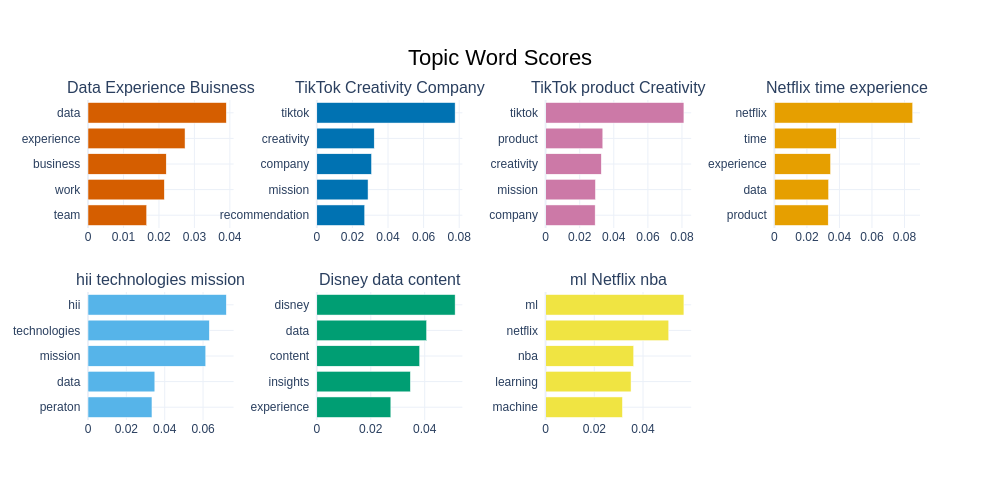 Topic Word Scores
Data Experience Buisness
data
experience
business
work
team
0 0.01 0.02 0.03 0.04
TikTok Creativity Company
tiktok
creativity
company
mission
recommendation
0 0.02 0.04 0.06 0.08
TikTok product Creativity
tiktok
product
creativity
mission
company
0 0.02 0.04 0.06 0.08
Netflix time experience
netflix
time
experience
data
product
0 0.02 0.04 0.06 0.08
hii technologies mission
hii
technologies
mission
data
peraton
0 0.02 0.04 0.06
Disney data content
disney
data
content
insights
experience
0 0.02 0.04
ml Netflix nba
ml
netflix
nba
learning
machine
0 0.02 0.04